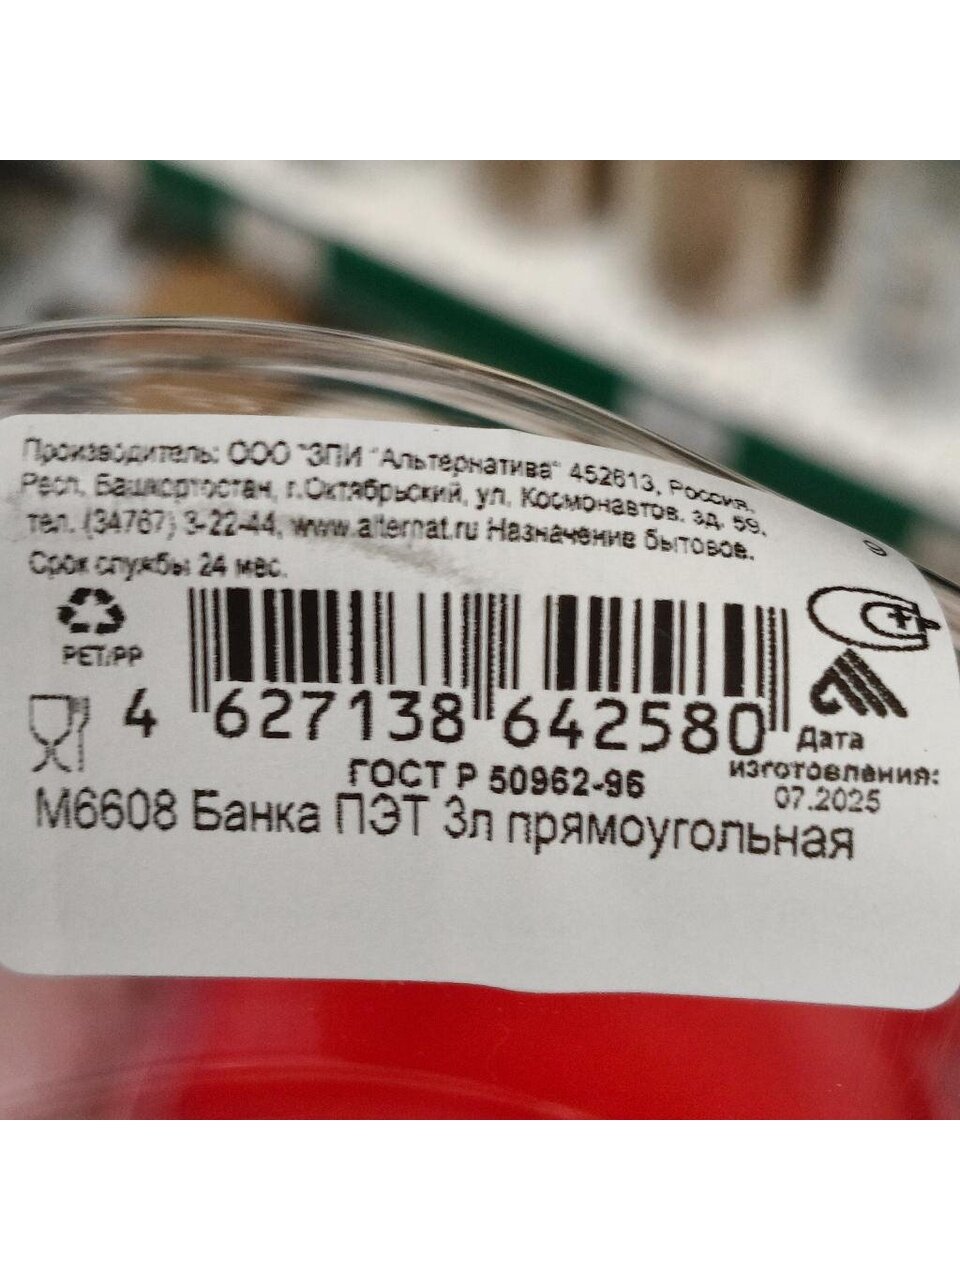 Производитель: ООО "ЗПИ "Альтернатива" 452613, Россия,
Респ. Башкортостан, г.Октябрьский, ул. Космонавтов, зд. 59,
тел. (34767) 3-22-44, www.alternat.ru Назначение бытовое.
9
Срок службы 24 мес.
PET/PP
4 627138 642580
Дата
изготовления:
07.2025
ГОСТ Р 50962-96
М6608 Банка ПЭТ 3л прямоугольная